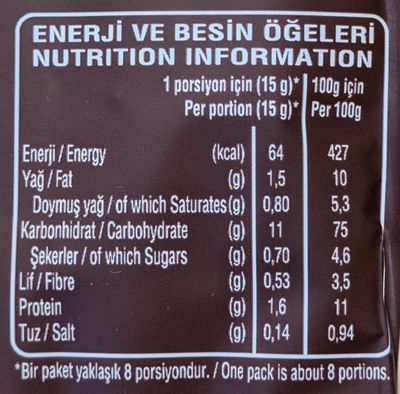 ENERJİ VE BESİN ÖĞELERİ
NUTRITION INFORMATION
1 porsiyon için (15 g)* 100g için
Per portion (15 g)* Per 100g
Enerji / Energy (kcal) 64 427
Yağ / Fat (g) 1,5 10
Doymuş yağ / of which Saturates (g) 0,80 5,3
Karbonhidrat / Carbohydrate (g) 11 75
Şekerler / of which Sugars (g) 0,70 4,6
Lif / Fibre (g) 0,53 3,5
Protein (g) 1,6 11
Tuz / Salt (g) 0,14 0,94
*Bir paket yaklaşık 8 porsiyondur. / One pack is about 8 portions.